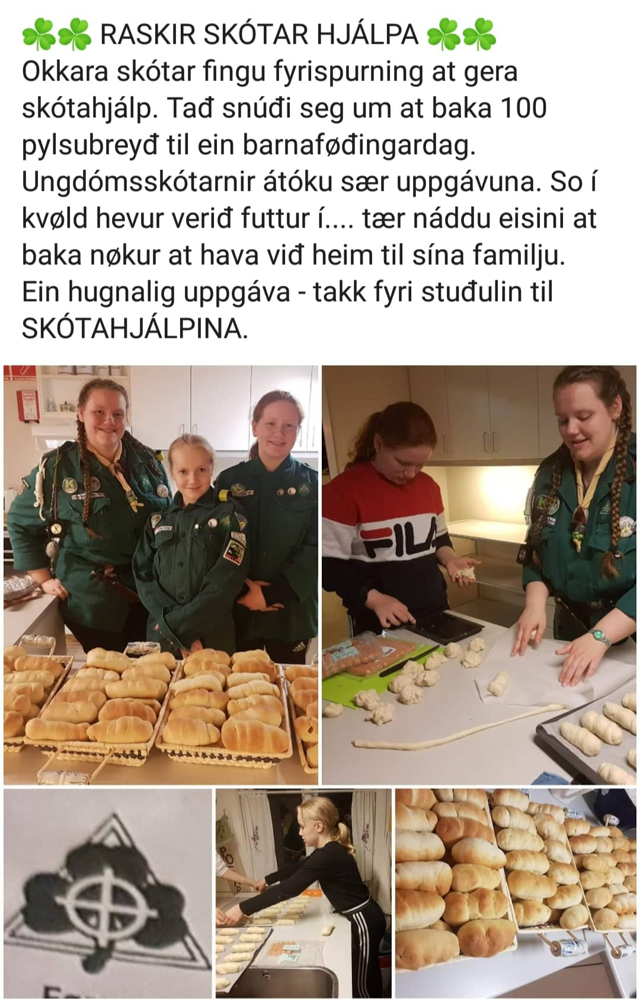 ☘☘ RASKIR SKÓTAR HJÁLPA ☘☘
Okkara skótar fingu fyrispurning at gera
skótahjálp. Tað snúði seg um at baka 100
pylsubreyð til ein barnaføðingardag.
Ungdómsskótarnir átóku sær uppgávuna. So í
kvøld hevur verið futtur í.... tær náddu eisini at
baka nøkur at hava við heim til sína familju.
Ein hugnalig uppgáva - takk fyri stuðulin til
SKÓTAHJÁLPINA.
K
FILA